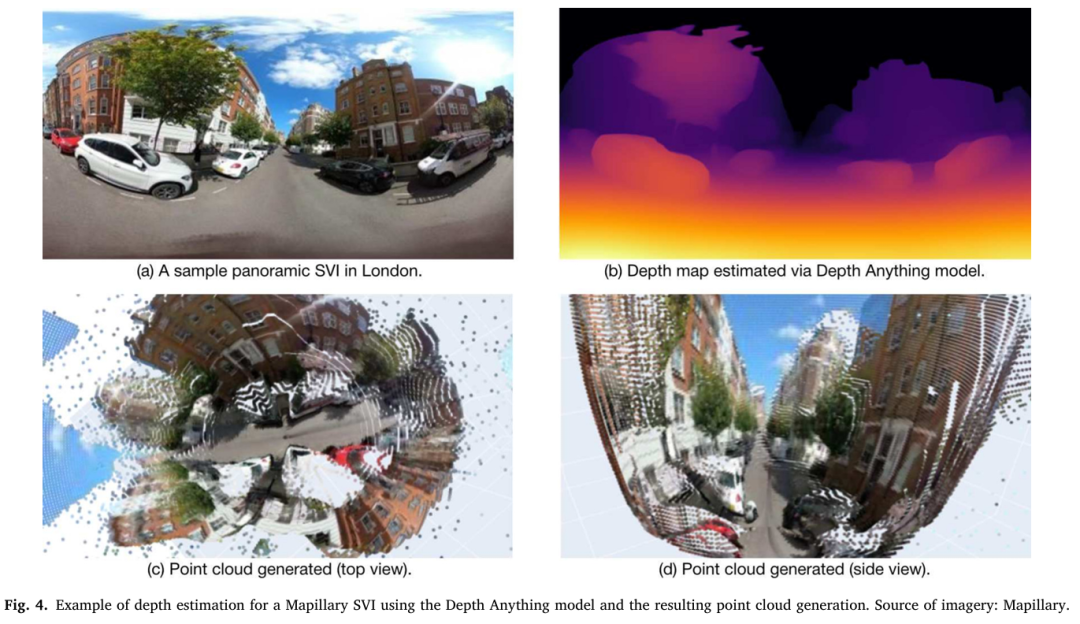 (a) A sample panoramic SVI in London.
(b) Depth map estimated via Depth Anything model.
(c) Point cloud generated (top view).
(d) Point cloud generated (side view).
Fig. 4. Example of depth estimation for a Mapillary SVI using the Depth Anything model and the resulting point cloud generation. Source of imagery: Mapillary.